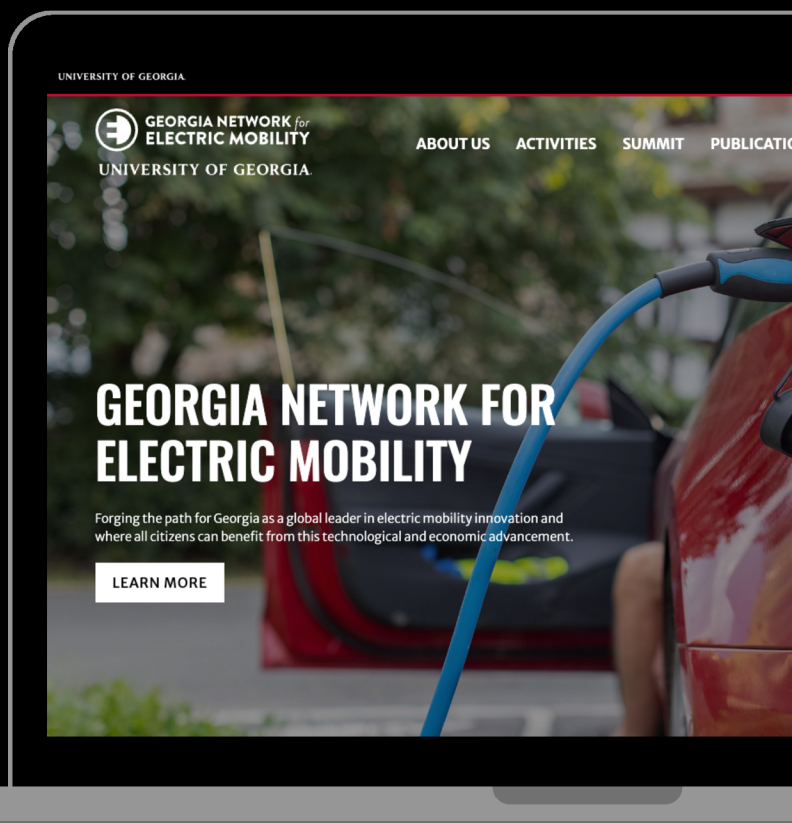 UNIVERSITY OF GEORGIA
GEORGIA NETWORK for
ELECTRIC MOBILITY
UNIVERSITY OF GEORGIA
ABOUT US ACTIVITIES SUMMIT PUBLICATIO
GEORGIA NETWORK FOR
ELECTRIC MOBILITY
Forging the path for Georgia as a global leader in electric mobility innovation and
where all citizens can benefit from this technological and economic advancement.
LEARN MORE